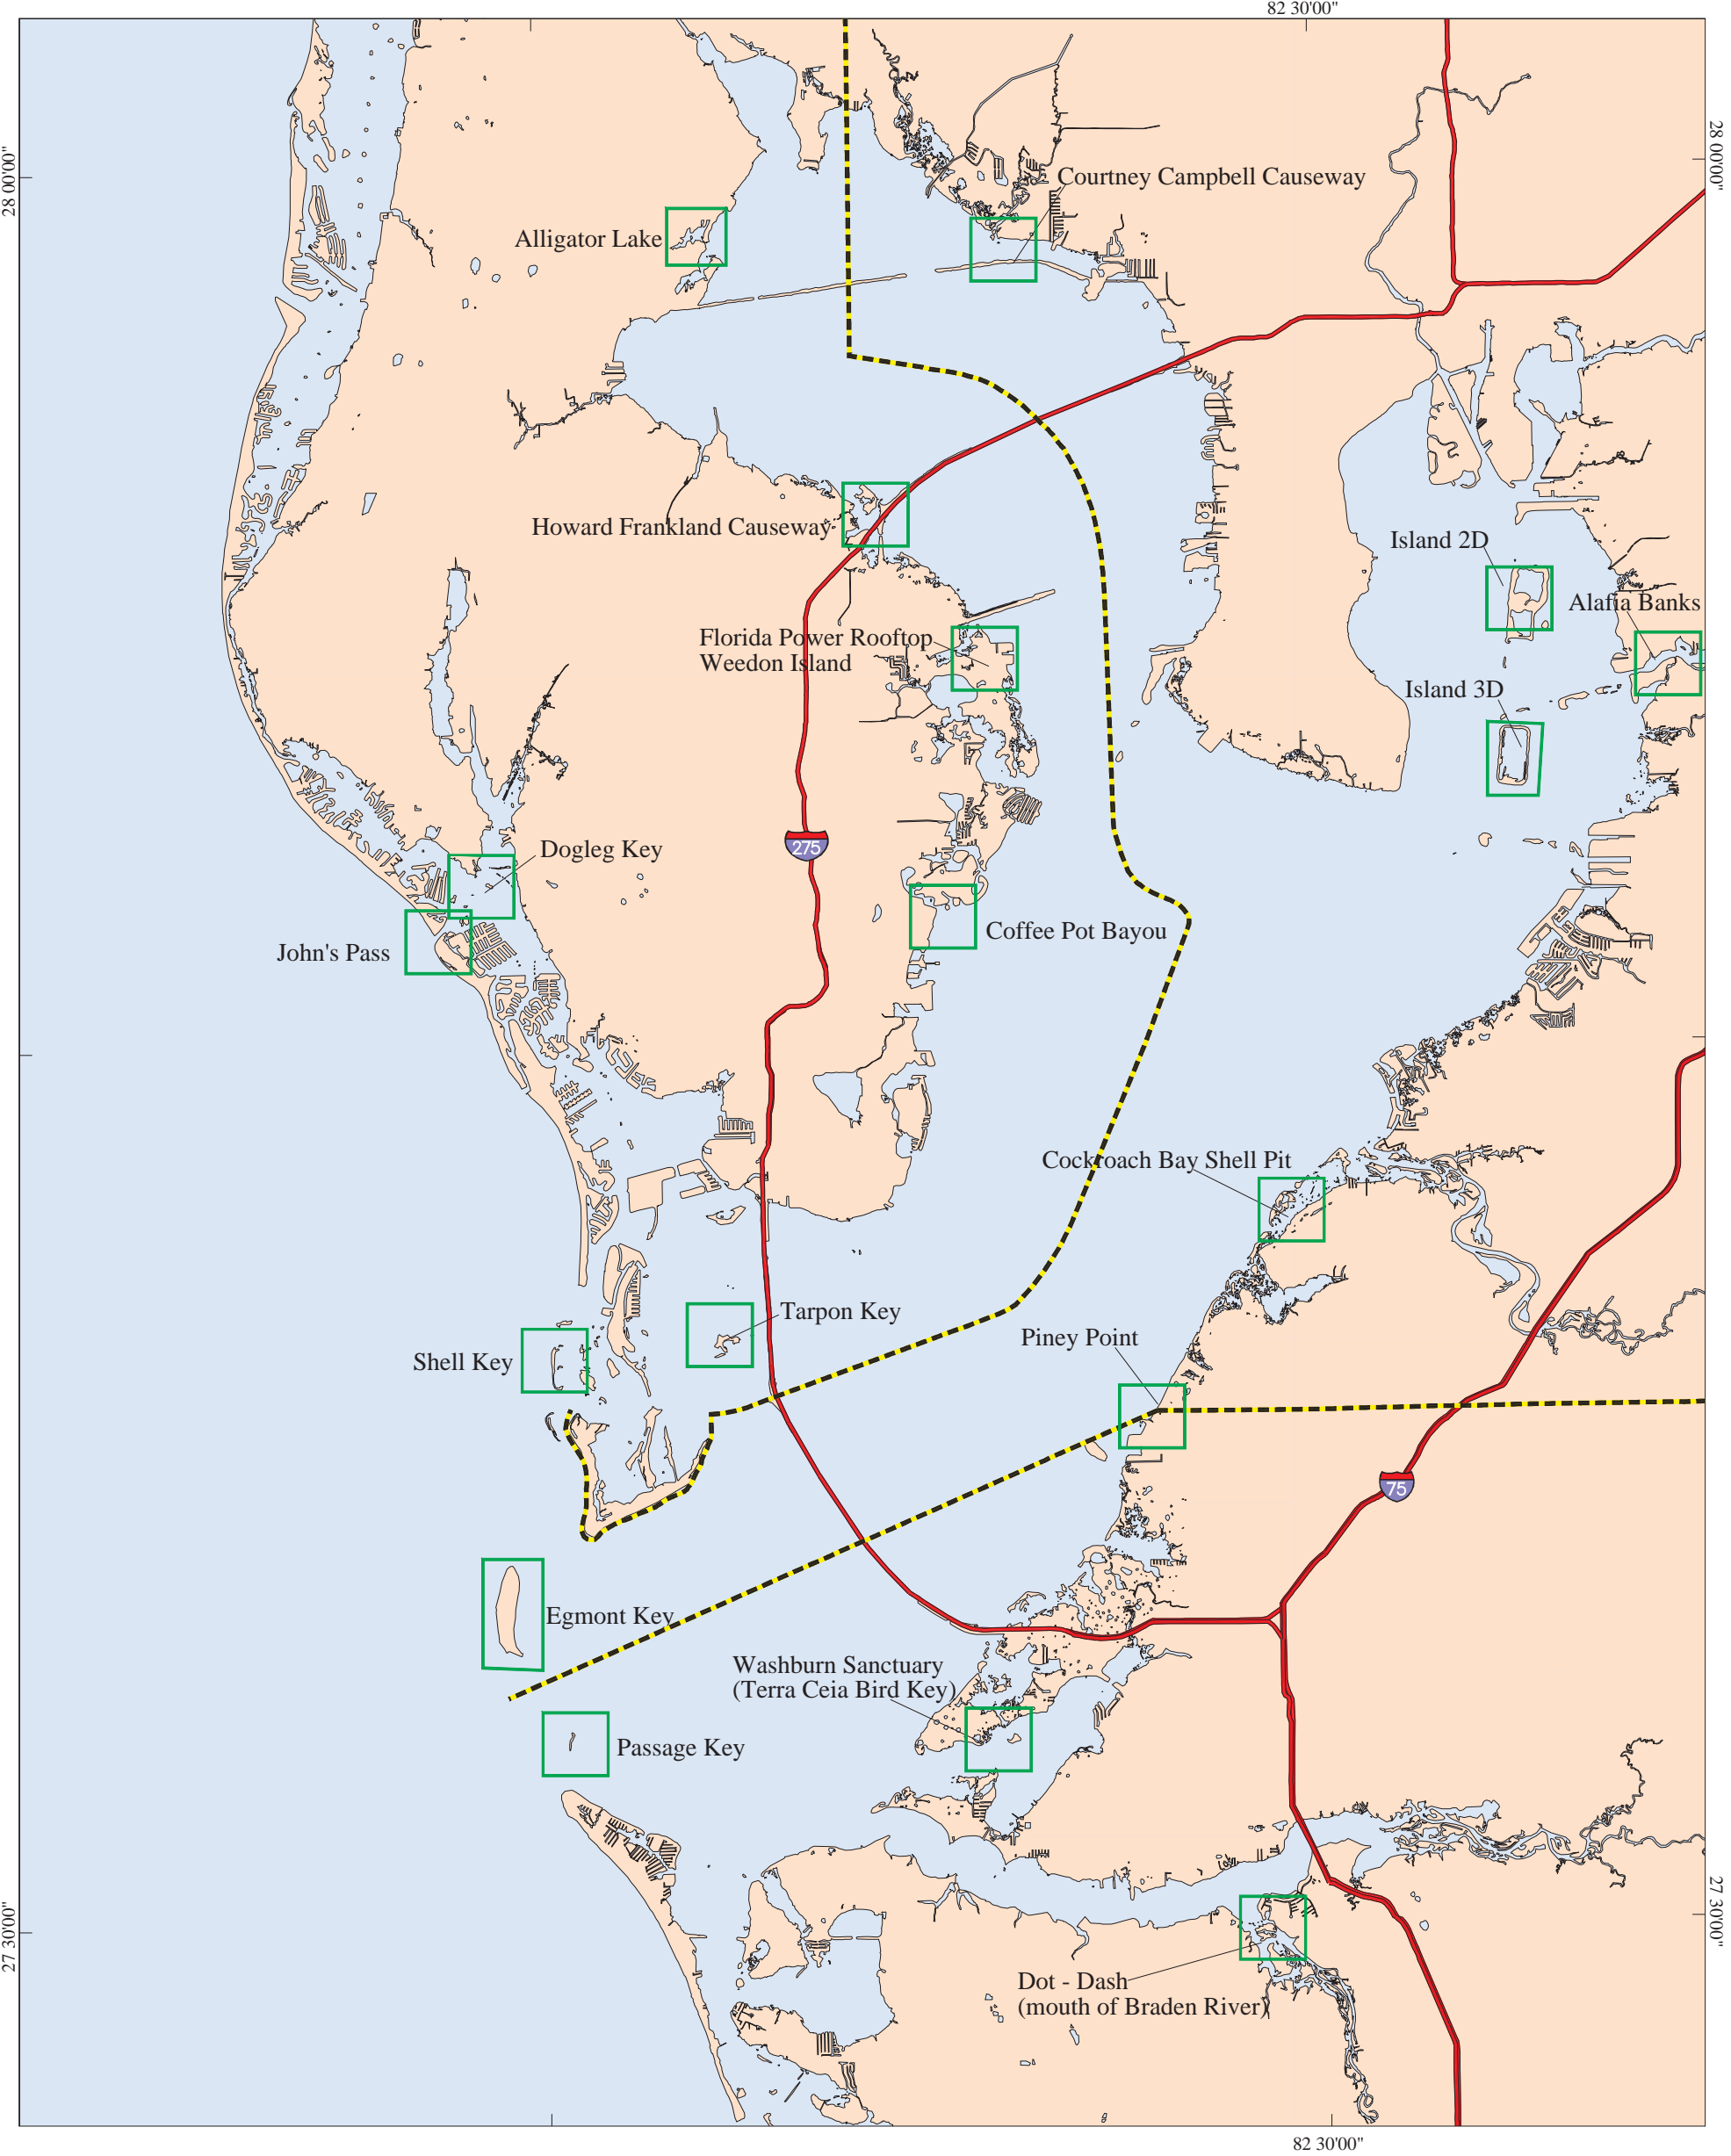 82 30'00"
28 00'00"
28 00'00"
Courtney Campbell Causeway
Alligator Lake
Howard Frankland Causeway
Island 2D
Alafia Banks
Florida Power Rooftop
Weedon Island
Island 3D
275
Dogleg Key
Coffee Pot Bayou
John's Pass
Cockroach Bay Shell Pit
Tarpon Key
Piney Point
Shell Key
75
Egmont Key
Washburn Sanctuary
(Terra Ceia Bird Key)
Passage Key
27 30'00"
27 30'00"
Dot - Dash
(mouth of Braden River)
82 30'00"